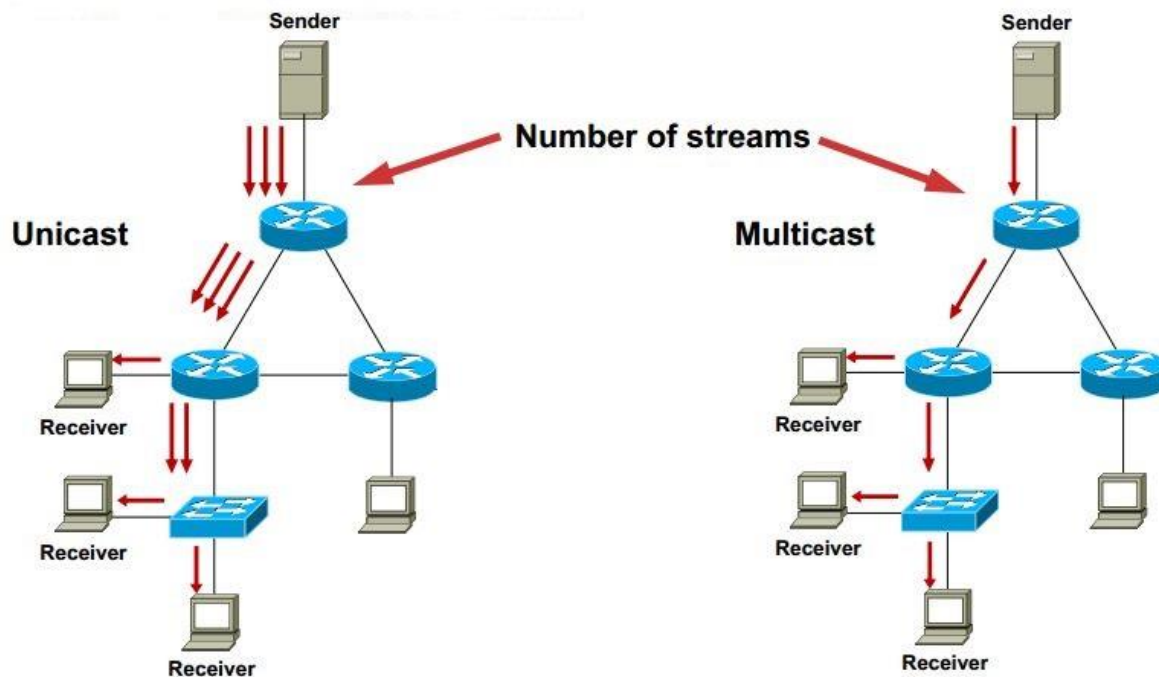 Sender
Sender
Number of streams
Unicast
Multicast
Receiver
Receiver
Receiver
Receiver
Receiver
Receiver